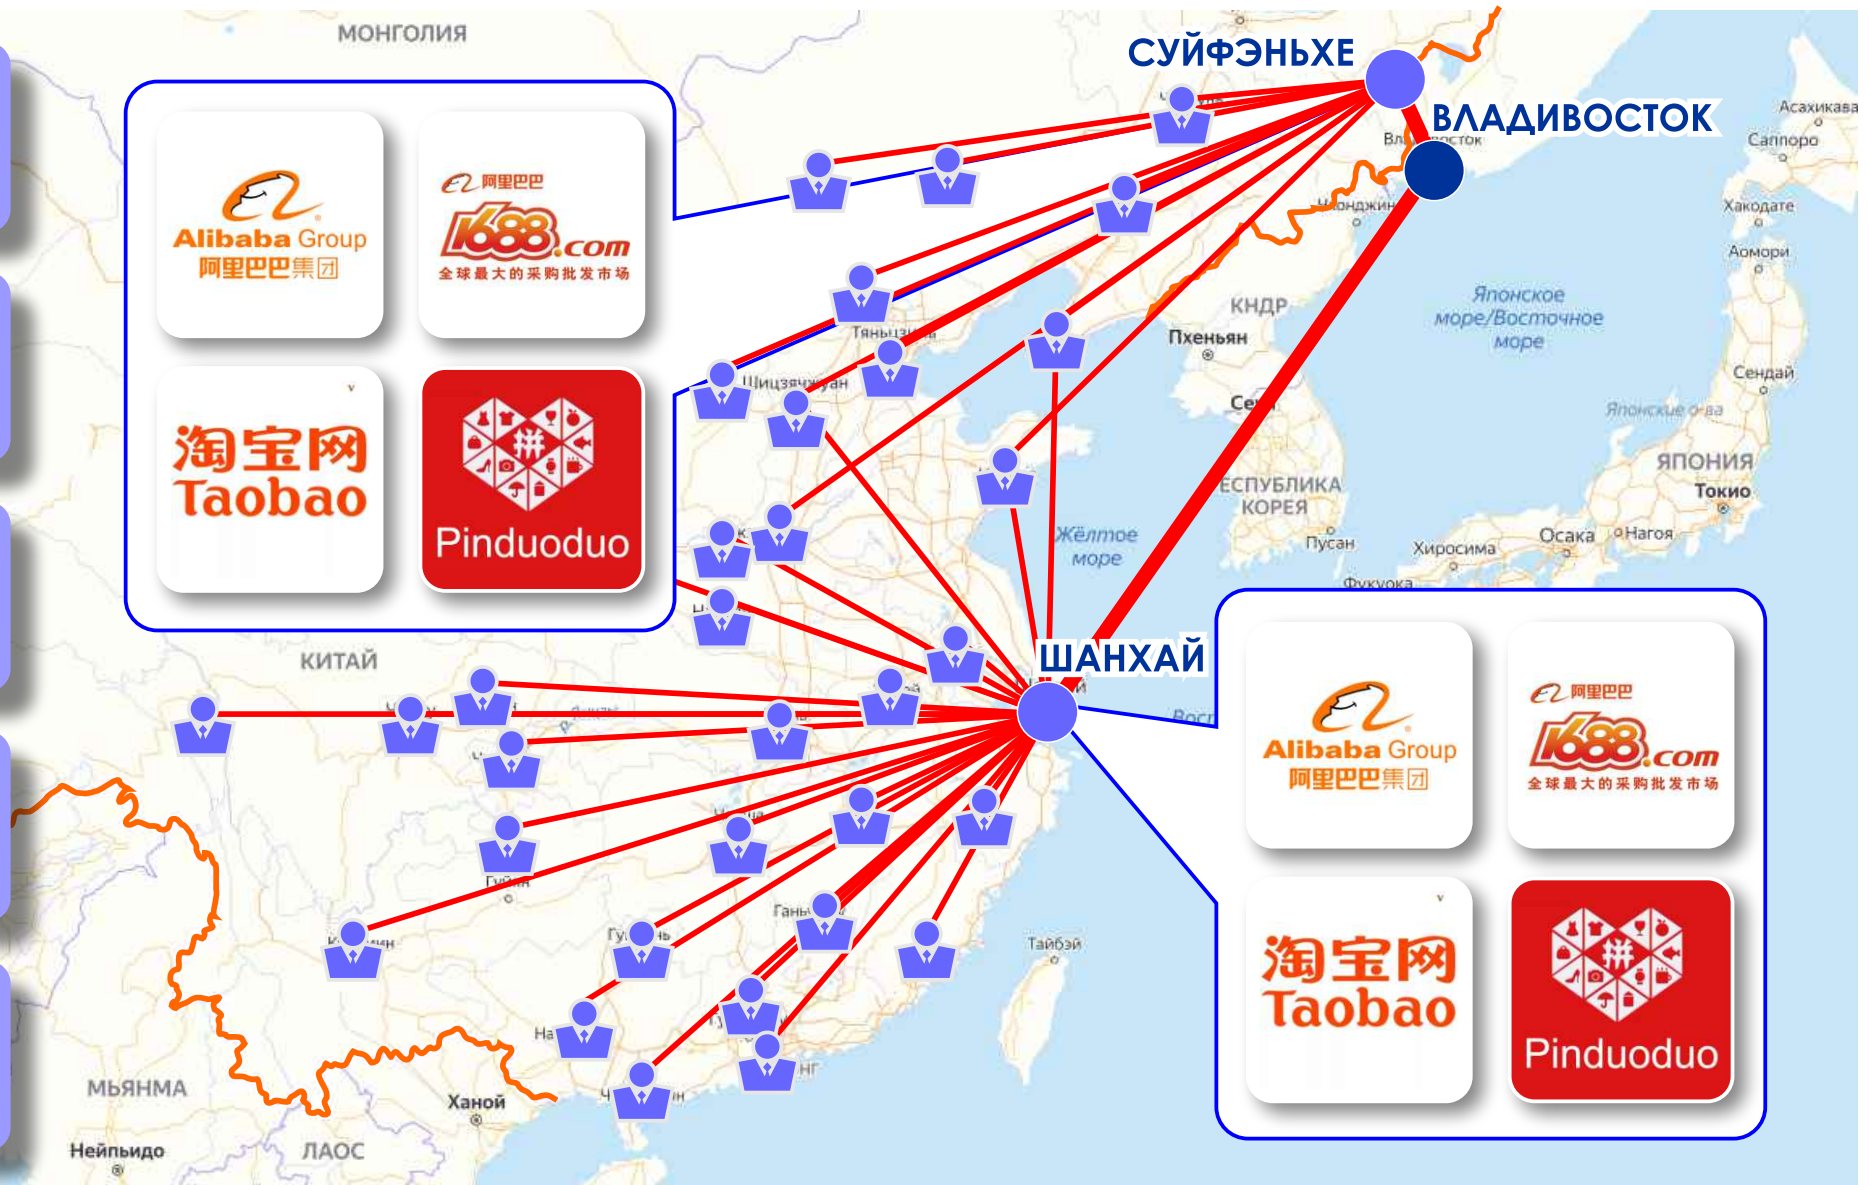 МОНГОЛИЯ
СУЙФЭНЬХЕ
ВЛАДИВОСТОК
Асахикава
Саппоро
Хакодате
Аомори
Alibaba Group
阿里巴巴集团
阿里巴巴
1688.com
全球最大的采购批发市场
淘宝网
Taobao
拼
Pinduoduo
КНДР
Пхеньян
Японское
море/Восточное
море
Сендай
Японские о-ва
ЯПОНИЯ
Токио
КОРЕЯ
Пусан
Хиросима
Осака
Нагоя
Фукуока
Жёлтое
море
КИТАЙ
ШАНХАЙ
Alibaba Group
阿里巴巴集团
阿里巴巴
1688.com
全球最大的采购批发市场
淘宝网
Taobao
拼
Pinduoduo
Тайбэй
МЬЯНМА
Ханой
Нейпьидо
ЛАОС